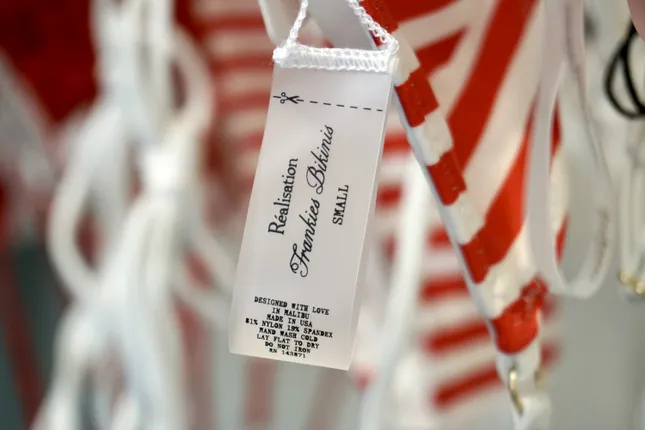 Réalisation
Frankies Bikinis
SMALL
DESIGNED WITH LOVE
IN MALIBU
MADE IN USA
81% NYLON 19% SPANDEX
HAND WASH COLD
LAY FLAT TO DRY
DO NOT IRON
RN 143871